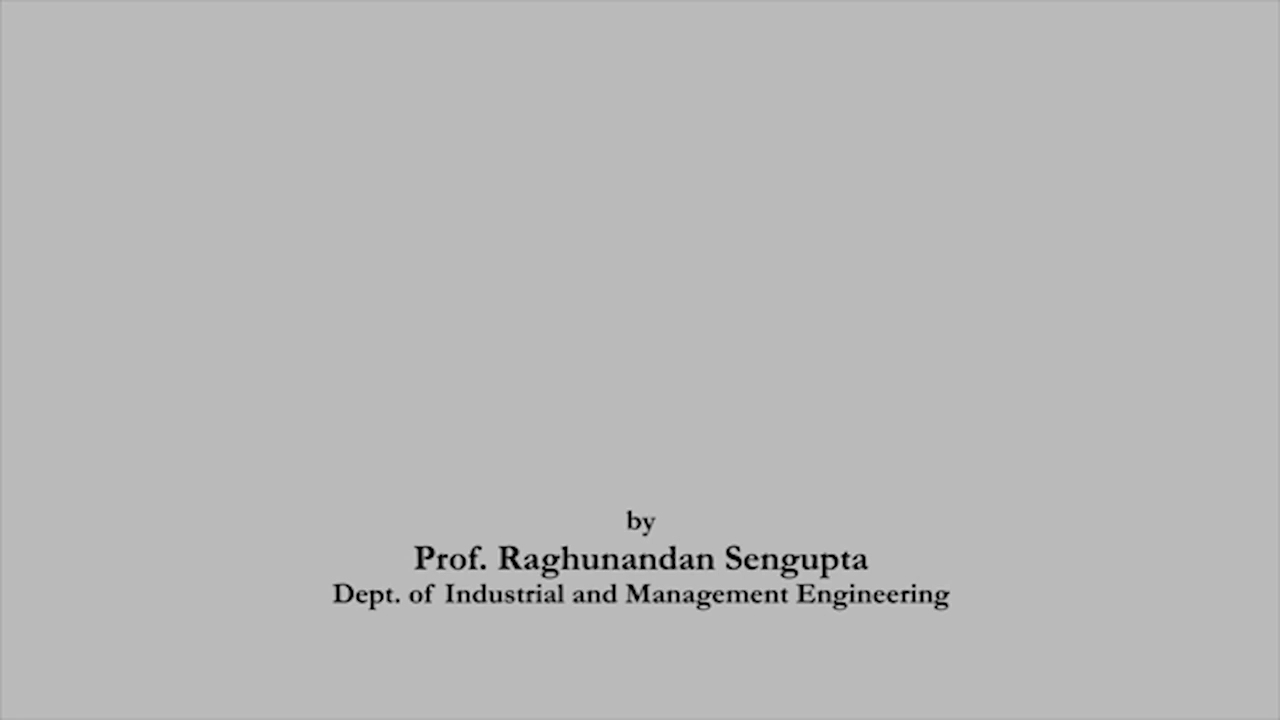 by
Prof. Raghunandan Sengupta
Dept. of Industrial and Management Engineering